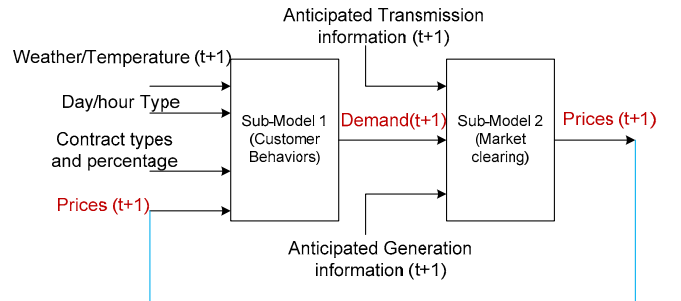 Anticipated Transmission
information (t+1)
Weather/Temperature (t+1)
Day/hour Type
Contract types
and percentage
Prices (t+1)
Sub-Model 1
(Customer
Behaviors)
Demand(t+1)
Sub-Model 2
(Market
clearing)
Prices (t+1)
Anticipated Generation
information (t+1)